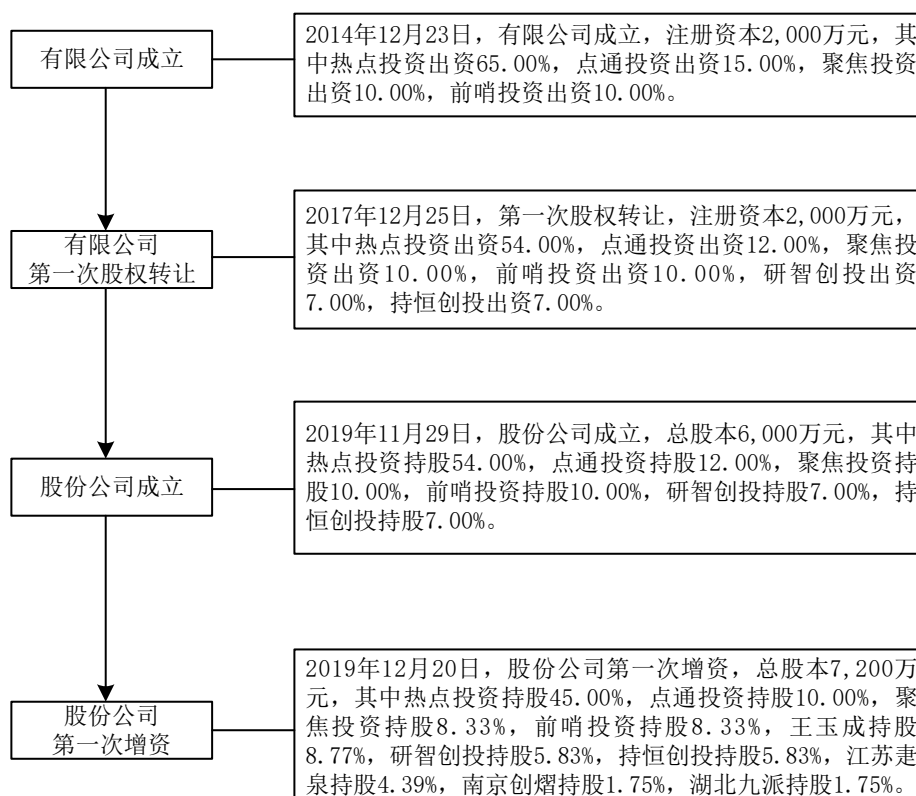 有限公司成立
2014年12月23日，有限公司成立，注册资本2,000万元，其
中热点投资出资65.00%，点通投资出资15.00%，聚焦投资
出资10.00%，前哨投资出资10.00%。
有限公司
第一次股权转让
2017年12月25日，第一次股权转让，注册资本2,000万元，
其中热点投资出资54.00%，点通投资出资12.00%，聚焦投
资出资10.00%，前哨投资出资10.00%，研智创投出资
7.00%，持恒创投出资7.00%。
股份公司成立
2019年11月29日，股份公司成立，总股本6,000万元，其中
热点投资持股54.00%，点通投资持股12.00%，聚焦投资持
股10.00%，前哨投资持股10.00%，研智创投持股7.00%，持
恒创投持股7.00%。
股份公司
第一次增资
2019年12月20日，股份公司第一次增资，总股本7,200万
元，其中热点投资持股45.00%，点通投资持股10.00%，聚
焦投资持股8.33%，前哨投资持股8.33%，王玉成持股
8.77%，研智创投持股5.83%，持恒创投持股5.83%，江苏疌
泉持股4.39%，南京创熠持股1.75%，湖北九派持股1.75%。